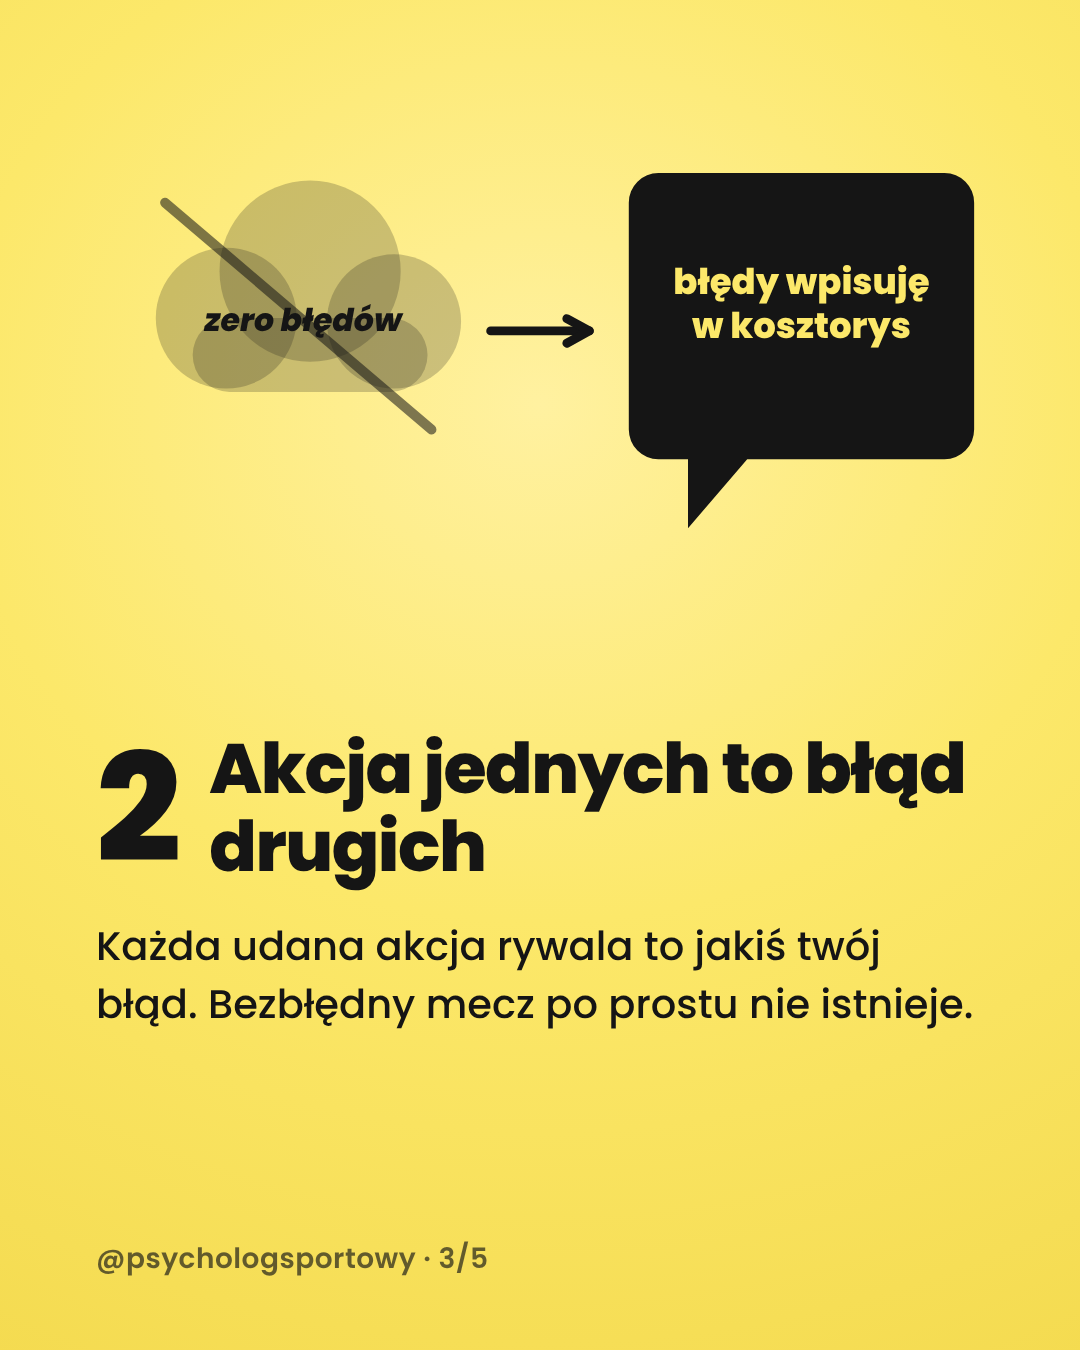 zero błędów
błędy wpisuję
w kosztorys
2
Akcja jednych to błąd
drugich
Każda udana akcja rywala to jakiś twój
błąd. Bezbłędny mecz po prostu nie istnieje.
@psychologsportowy · 3/5